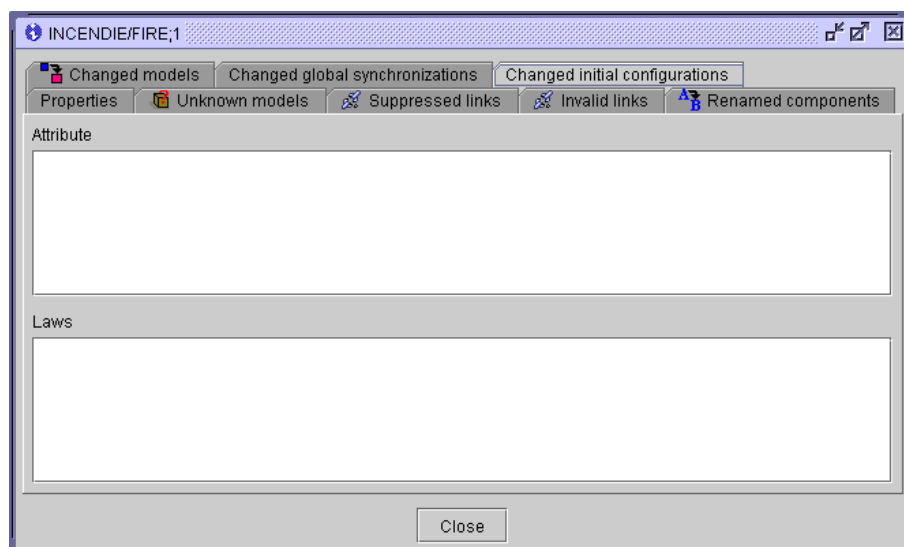 INCENDIE/FIRE;1
Changed models Changed global synchronizations Changed initial configurations
Properties Unknown models Suppressed links Invalid links A B Renamed components
Attribute
Laws
Close